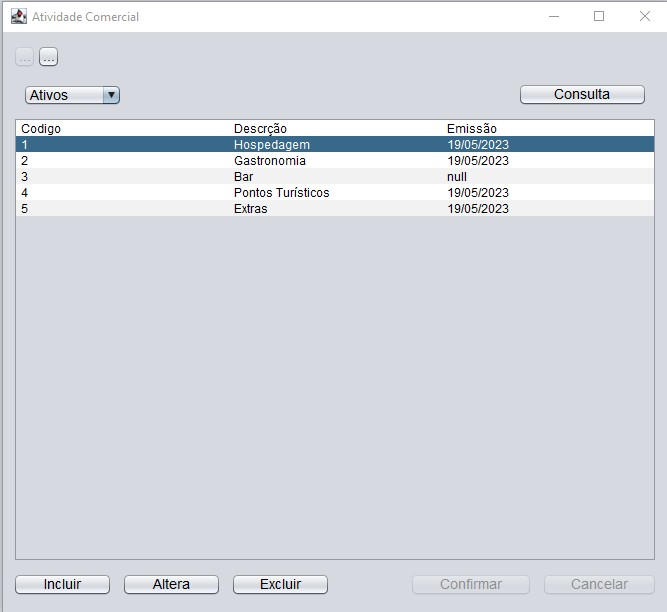 Atividade Comercial
... ...
Ativos Consulta
Codigo Descrção Emissão
1 Hospedagem 19/05/2023
2 Gastronomia 19/05/2023
3 Bar null
4 Pontos Turísticos 19/05/2023
5 Extras 19/05/2023
Incluir Altera Excluir Confirmar Cancelar